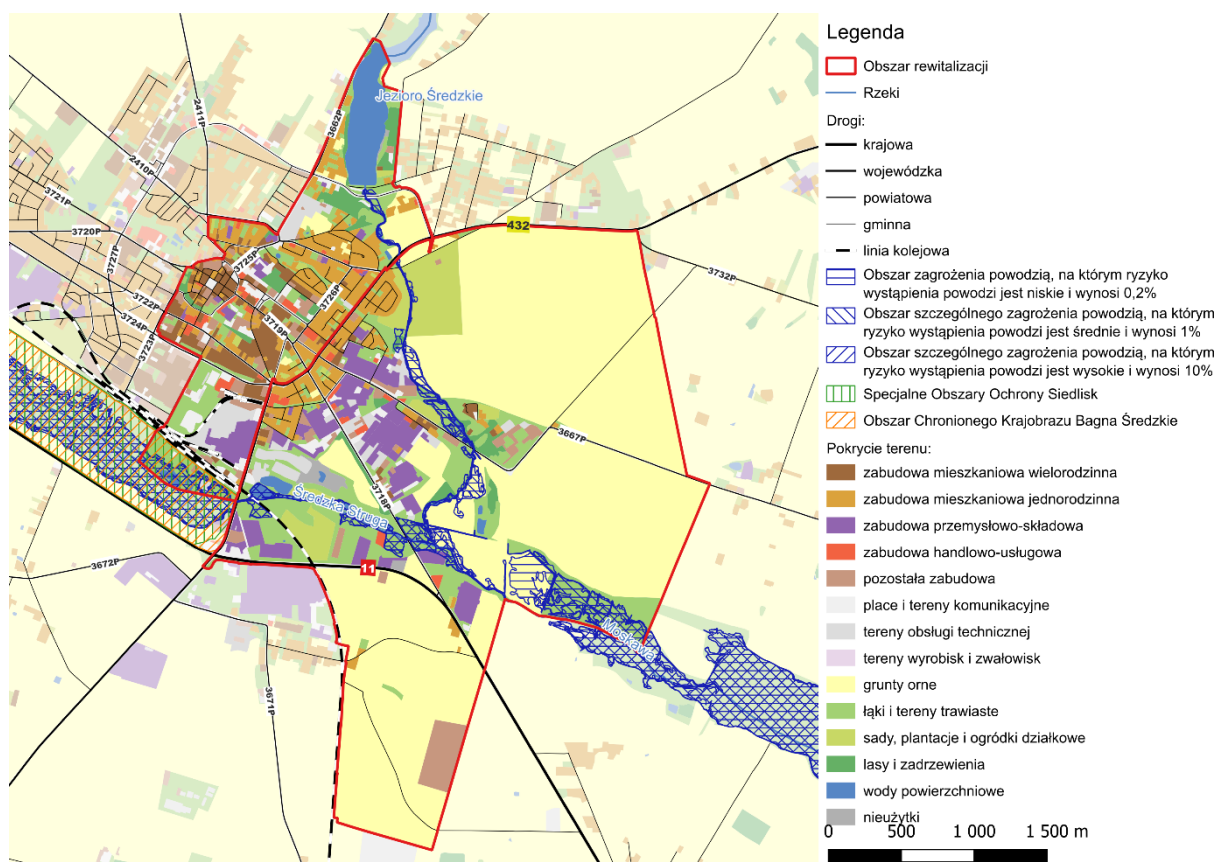 Jezioro Średzkie
3662P
2411P
2410P
3721P
3720P
3727P
3725P
3722P
3726P
3724P
3719P
3723P
432
3732P
3667P
Średzka Struga
3718P
3672P
11
Moskawa
3671P
Legenda
Obszar rewitalizacji
Rzeki
Drogi:
krajowa
wojewódzka
powiatowa
gminna
linia kolejowa
Obszar zagrożenia powodzią, na którym ryzyko
wystąpienia powodzi jest niskie i wynosi 0,2%
Obszar szczególnego zagrożenia powodzią, na którym
ryzyko wystąpienia powodzi jest średnie i wynosi 1%
Obszar szczególnego zagrożenia powodzią, na którym
ryzyko wystąpienia powodzi jest wysokie i wynosi 10%
Specjalne Obszary Ochrony Siedlisk
Obszar Chronionego Krajobrazu Bagna Średzkie
Pokrycie terenu:
zabudowa mieszkaniowa wielorodzinna
zabudowa mieszkaniowa jednorodzinna
zabudowa przemysłowo-składowa
zabudowa handlowo-usługowa
pozostała zabudowa
place i tereny komunikacyjne
tereny obsługi technicznej
tereny wyrobisk i zwałowisk
grunty orne
łąki i tereny trawiaste
sady, plantacje i ogródki działkowe
lasy i zadrzewienia
wody powierzchniowe
nieużytki
0 500 1 000 1 500 m